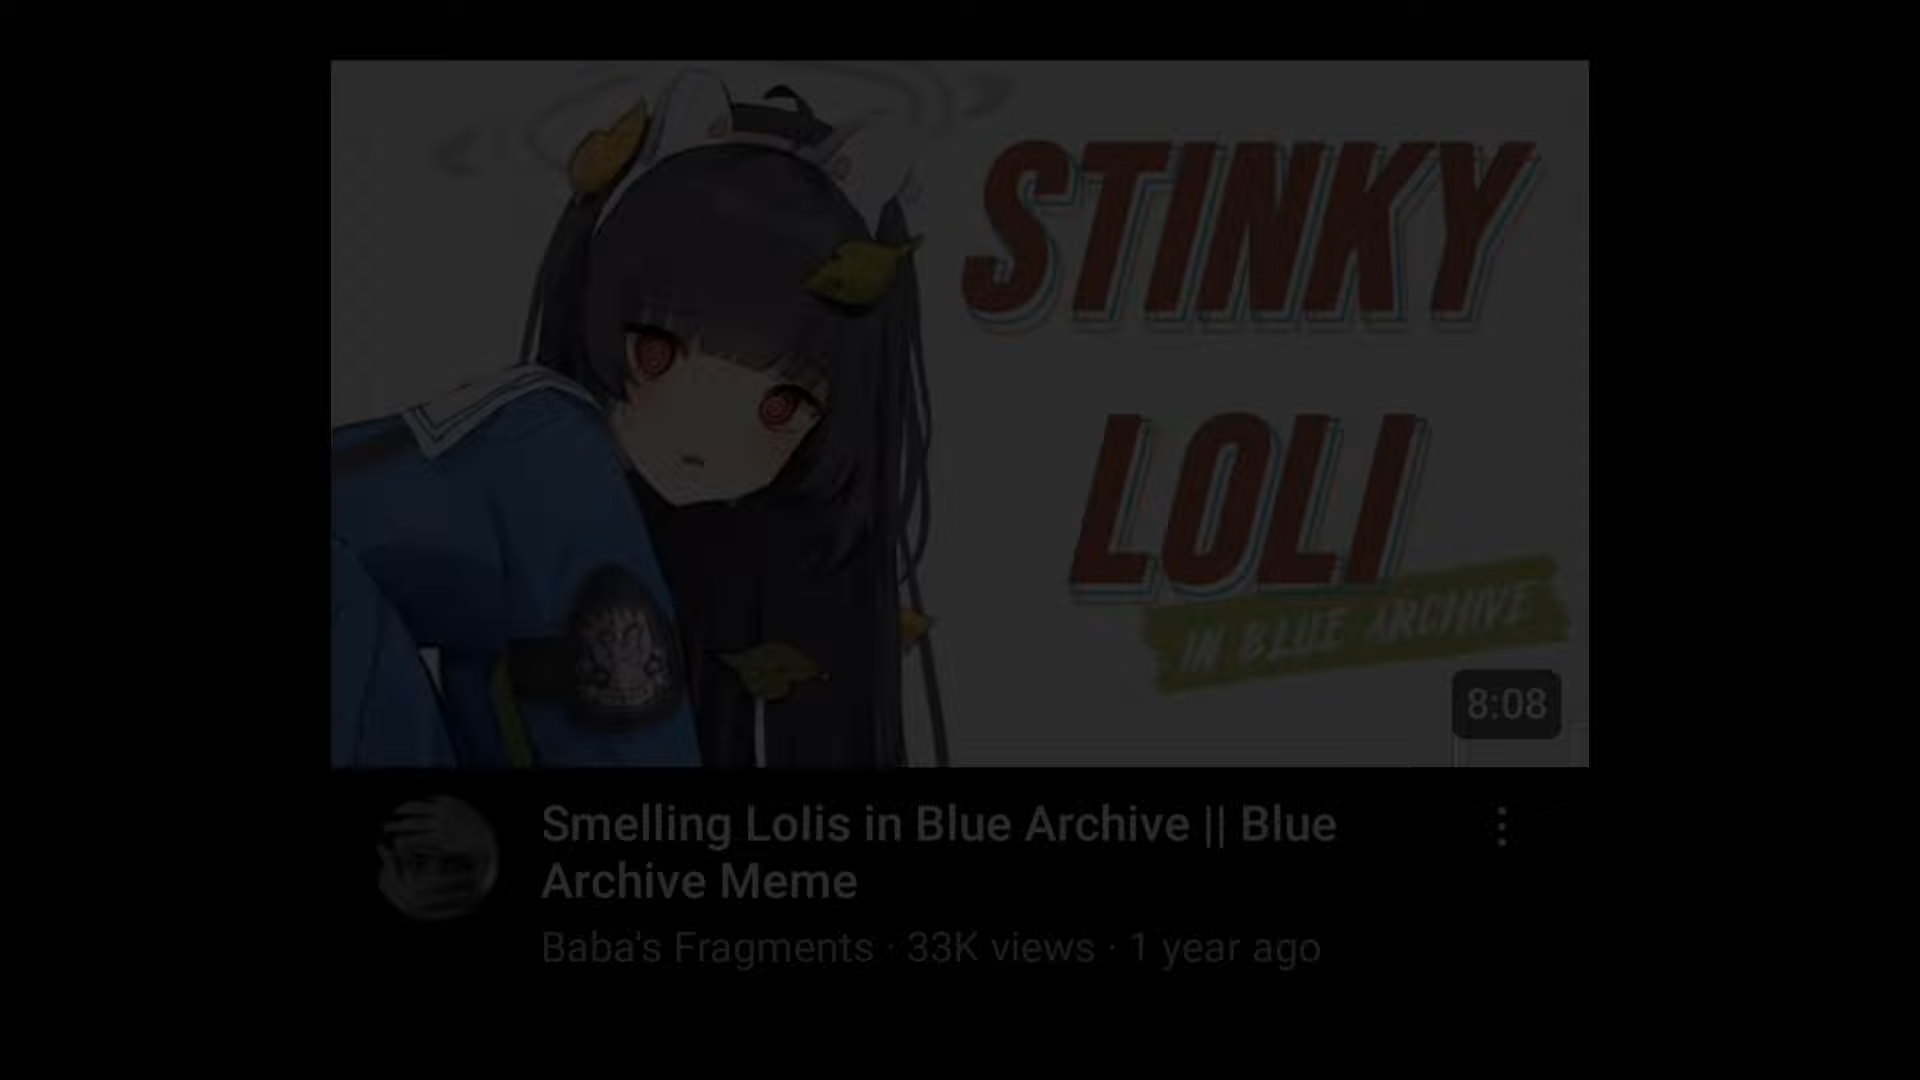 STINKY
LOLI
IN BLUE ARCHIVE
8:08
Smelling Lolis in Blue Archive || Blue
Archive Meme
Baba's Fragments · 33K views · 1 year ago